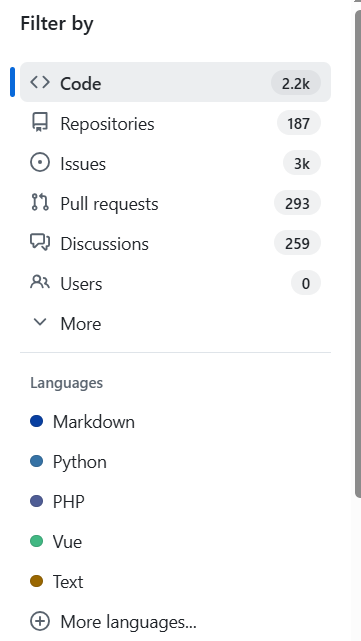 Filter by
Code 2.2k
Repositories 187
Issues 3k
Pull requests 293
Discussions 259
Users 0
More
Languages
Markdown
Python
PHP
Vue
Text
More languages...